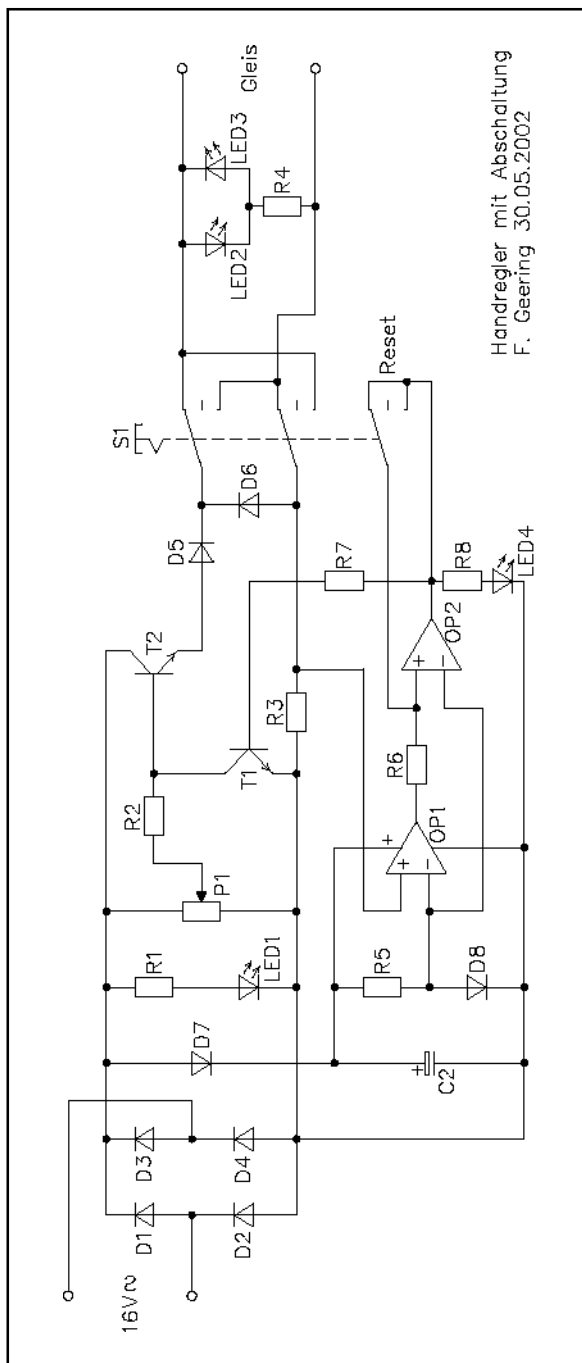 16V~
D1
D2
D3
D4
D7
C2
R1
LED1
R5
D8
P1
R2
T1
T2
R3
OP1
R6
R7
OP2
R8
LED4
D5
D6
S1
Reset
LED2
LED3
R4
Gleis
+
+
+
−
+
−
Handregler mit Abschaltung
F. Geering 30.05.2002